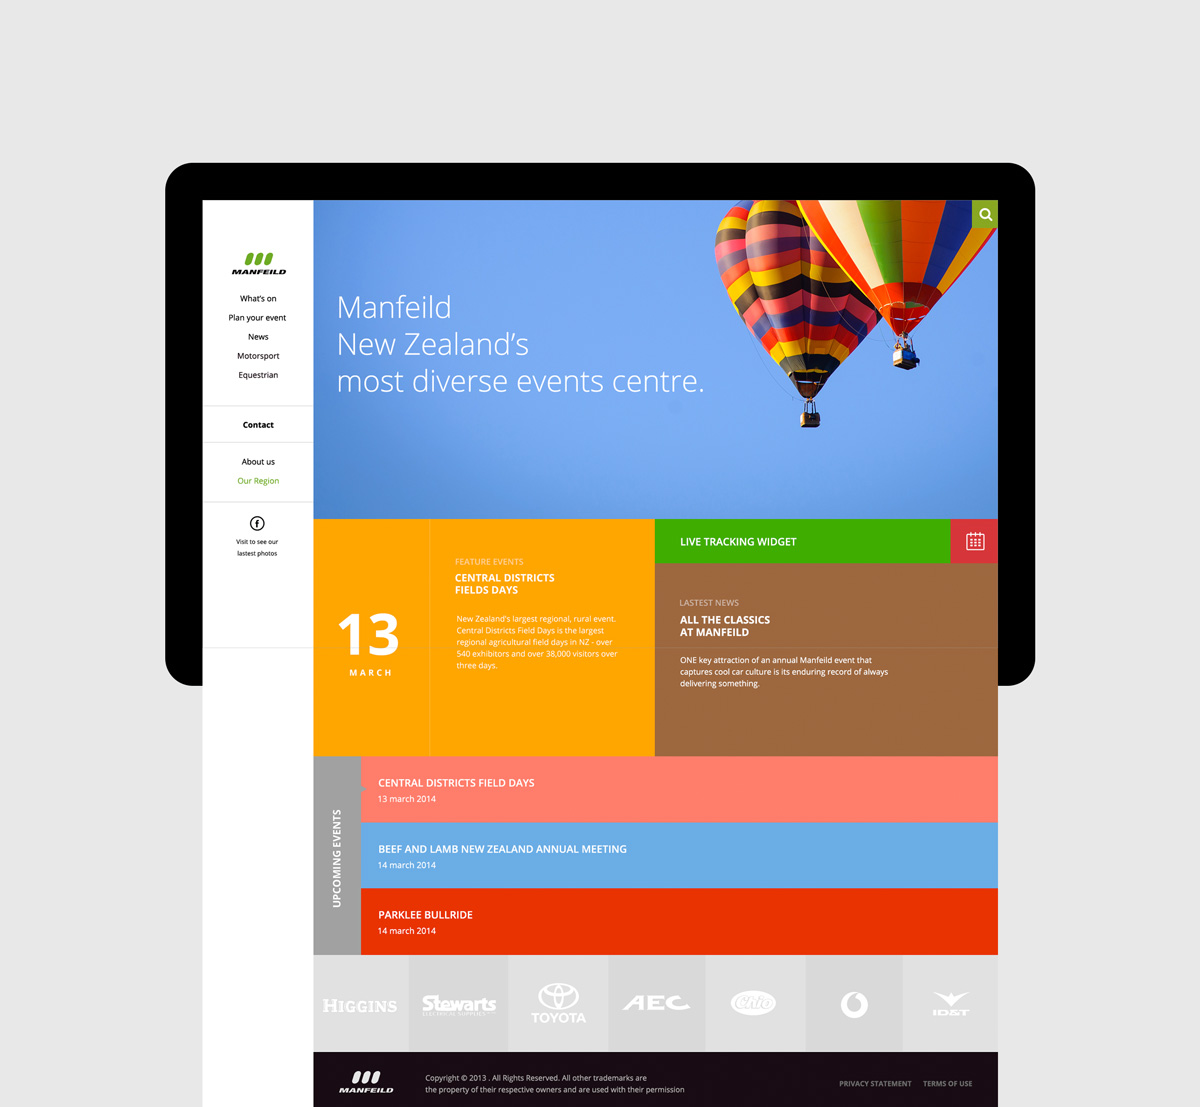 MANFEILD
What's on
Plan your event
News
Motorsport
Equestrian
Contact
About us
Our Region
Visit to see our
lastest photos
Manfeild
New Zealand's
most diverse events centre.
13
MARCH
FEATURE EVENTS
CENTRAL DISTRICTS
FIELDS DAYS
New Zealand's largest regional, rural event.
Central Districts Field Days is the largest
regional agricultural field days in NZ - over
540 exhibitors and over 38,000 visitors over
three days.
LIVE TRACKING WIDGET
LASTEST NEWS
ALL THE CLASSICS
AT MANFEILD
ONE key attraction of an annual Manfeild event that
captures cool car culture is its enduring record of always
delivering something.
UPCOMING EVENTS
CENTRAL DISTRICTS FIELD DAYS
13 march 2014
BEEF AND LAMB NEW ZEALAND ANNUAL MEETING
14 march 2014
PARKLEE BULLRIDE
14 march 2014
HIGGINS
Stewarts
ELECTRICAL SUPPLIES
TOYOTA
AEC
Ohio
ID&T
MANFEILD
Copyright © 2013 . All Rights Reserved. All other trademarks are
the property of their respective owners and are used with their permission
PRIVACY STATEMENT
TERMS OF USE